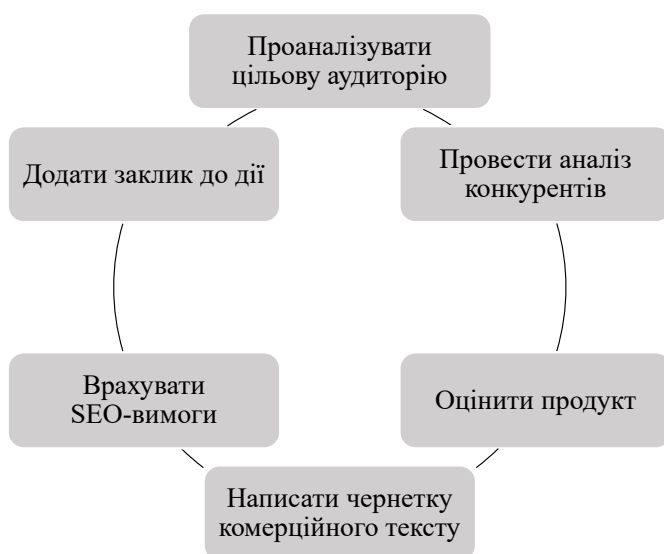 Проаналізувати
цільову аудиторію
Провести аналіз
конкурентів
Оцінити продукт
Написати чернетку
комерційного тексту
Врахувати
SEO-вимоги
Додати заклик до дії